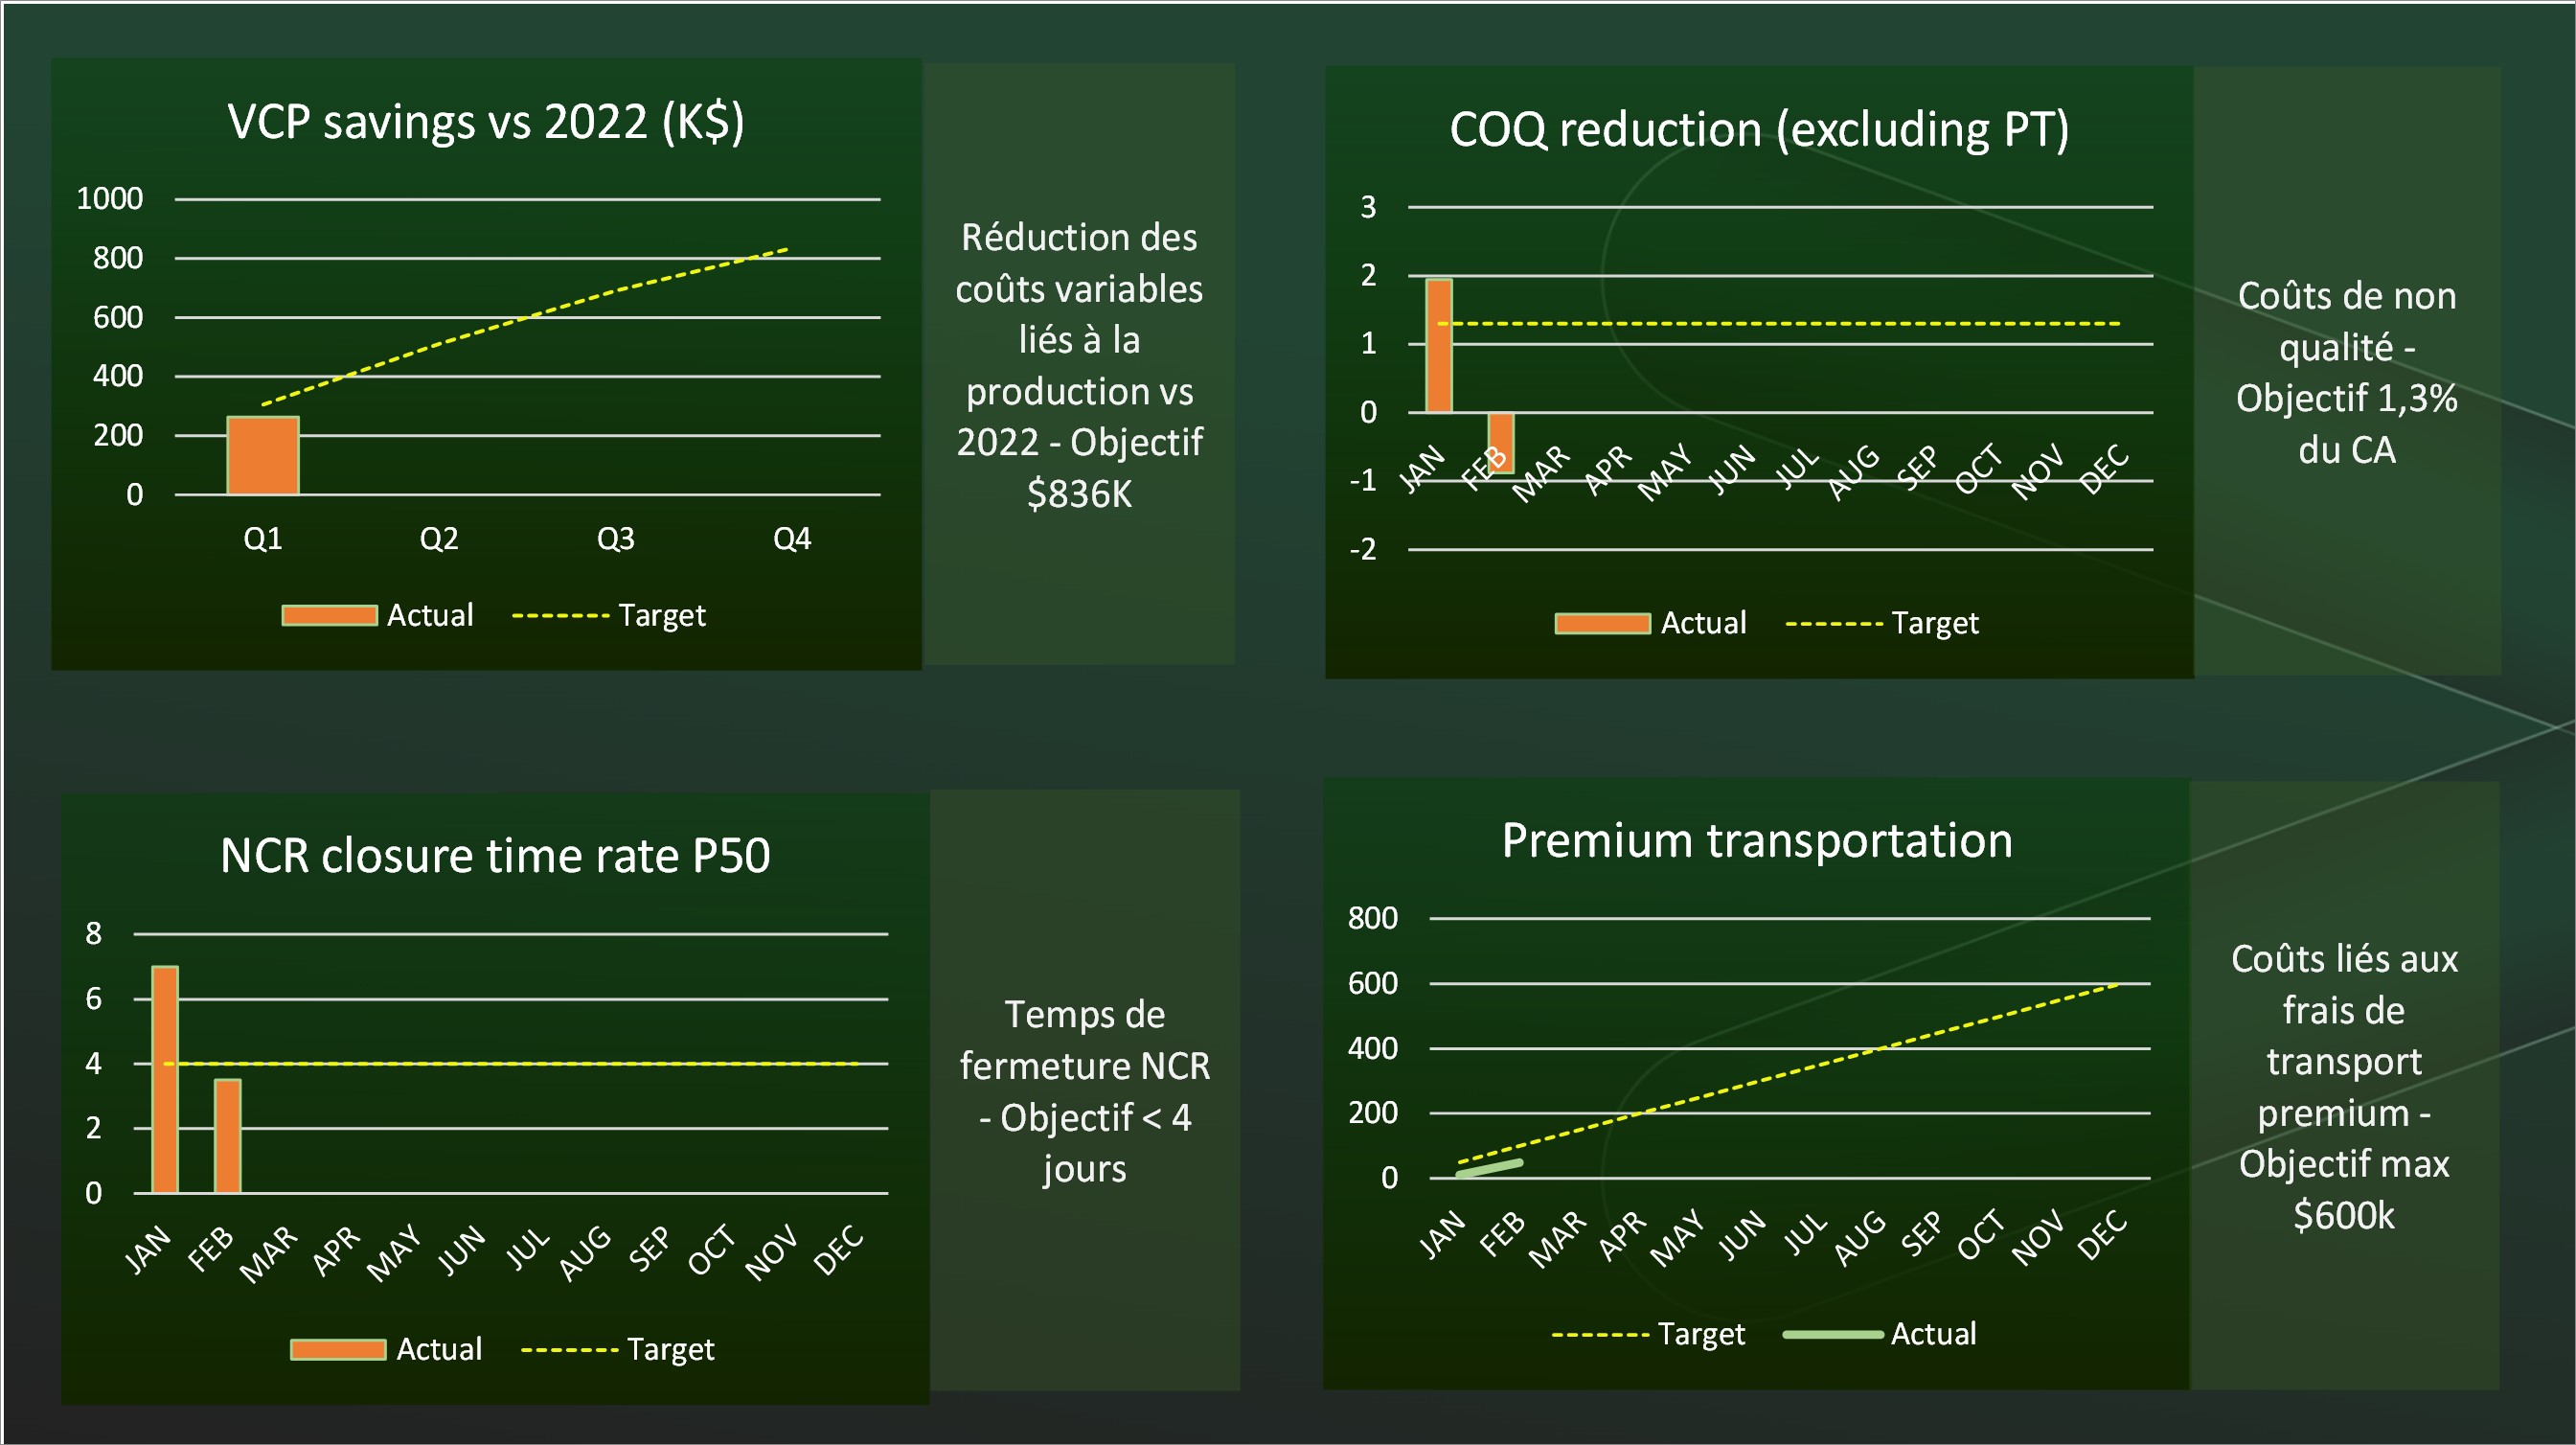 VCP savings vs 2022 (K$)
1000
800
600
400
200
0
Q1 Q2 Q3 Q4
Actual Target
Réduction des
coûts variables
liés à la
production vs
2022 - Objectif
$836K
COQ reduction (excluding PT)
3
2
1
0
-1
-2
JAN FEB MAR APR MAY JUN JUL AUG SEP OCT NOV DEC
Actual Target
Coûts de non
qualité -
Objectif 1,3%
du CA
NCR closure time rate P50
8
6
4
2
0
JAN FEB MAR APR MAY JUN JUL AUG SEP OCT NOV DEC
Actual Target
Temps de
fermeture NCR
- Objectif < 4
jours
Premium transportation
800
600
400
200
0
JAN FEB MAR APR MAY JUN JUL AUG SEP OCT NOV DEC
Target Actual
Coûts liés aux
frais de
transport
premium -
Objectif max
$600k